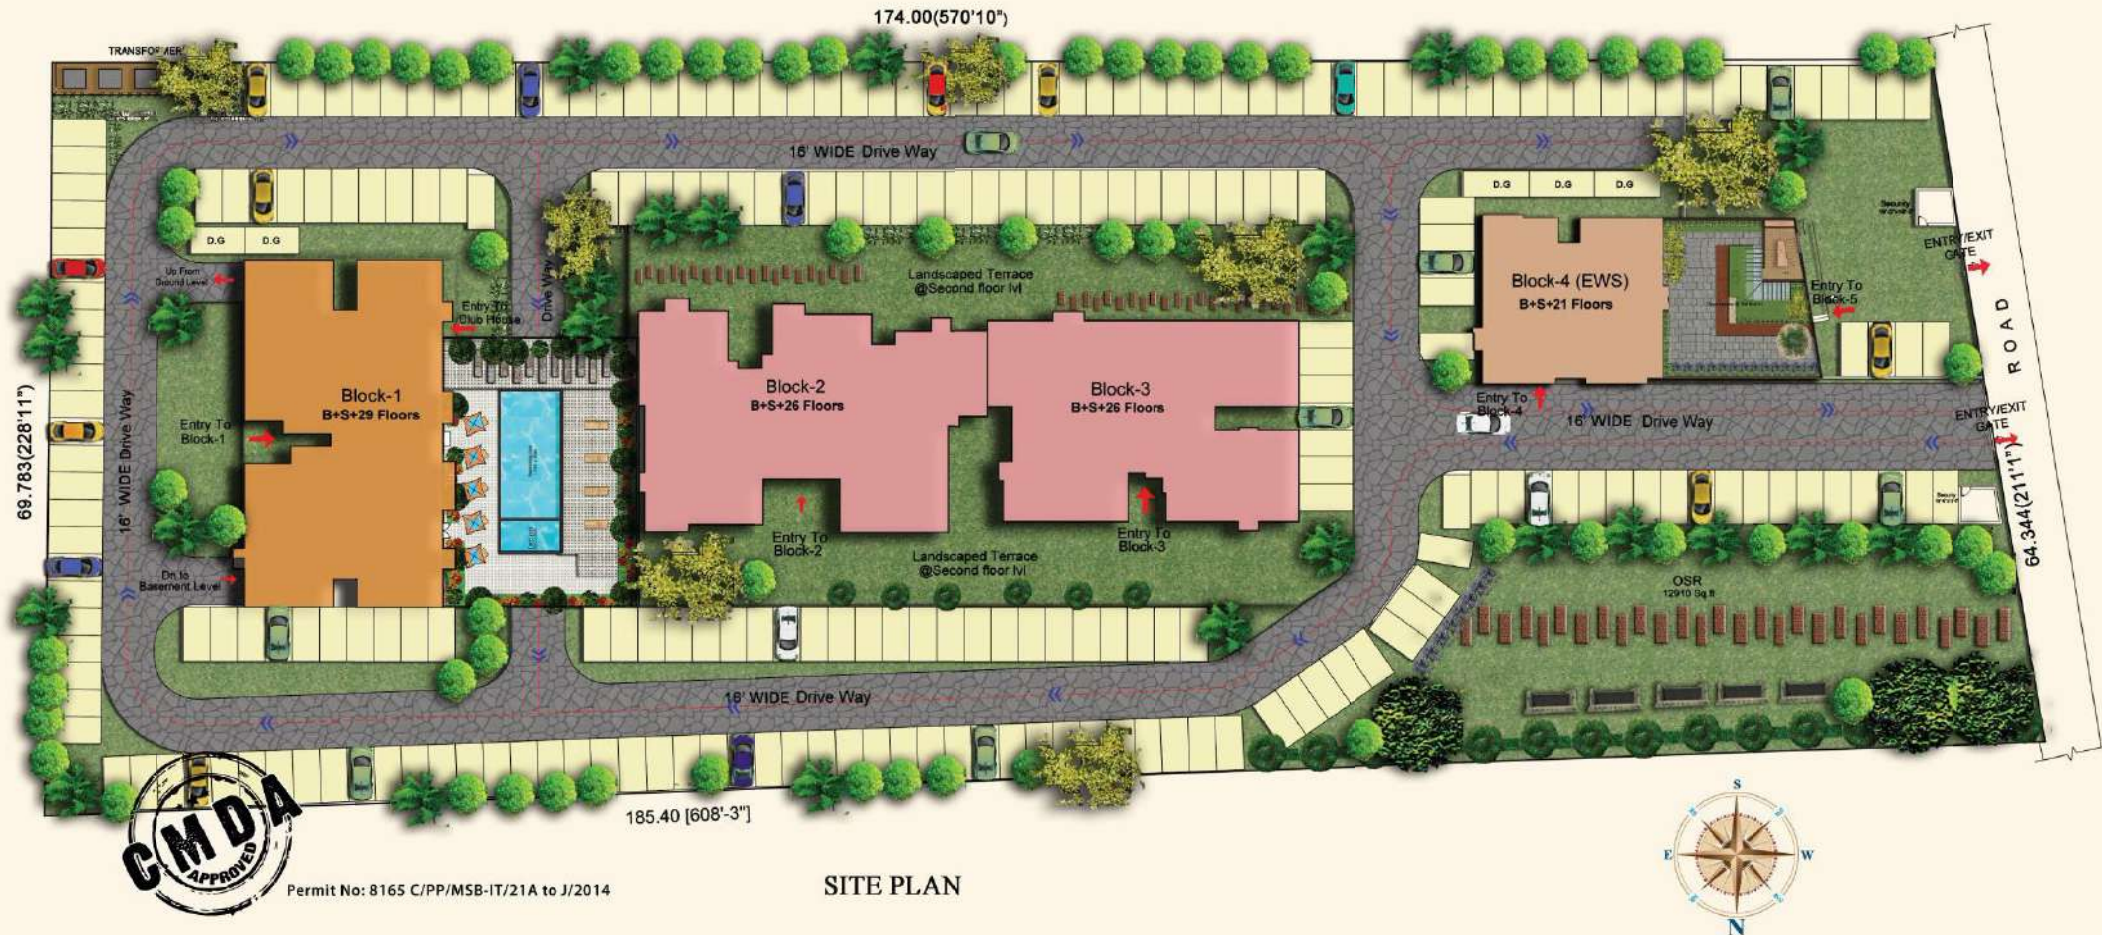 174.00(570'10")
TRANSFORMER
16' WIDE Drive Way
D.G
D.G
D.G
D.G
D.G
Security
ENTRY/EXIT
GATE
Up From
Ground Level
Entry To
Club House
Drive Way
Landscaped Terrace
@Second floor lvl
Block-4 (EWS)
B+S+21 Floors
Entry To
Block-5
ROAD
Block-1
B+S+29 Floors
Block-2
B+S+26 Floors
Block-3
B+S+26 Floors
Entry To
Block-4
16' WIDE Drive Way
ENTRY/EXIT
GATE
Entry To
Block-1
16' WIDE Drive Way
69.783(228'11")
64.344(211'1")
Entry To
Block-2
Entry To
Block-3
Landscaped Terrace
@Second floor lvl
Dn to
Basement Level
OSR
12910 Sq.ft
16' WIDE Drive Way
185.40 [608'-3"]
CMDA
APPROVED
Permit No: 8165 C/PP/MSB-IT/21A to J/2014
SITE PLAN
S
E
W
N